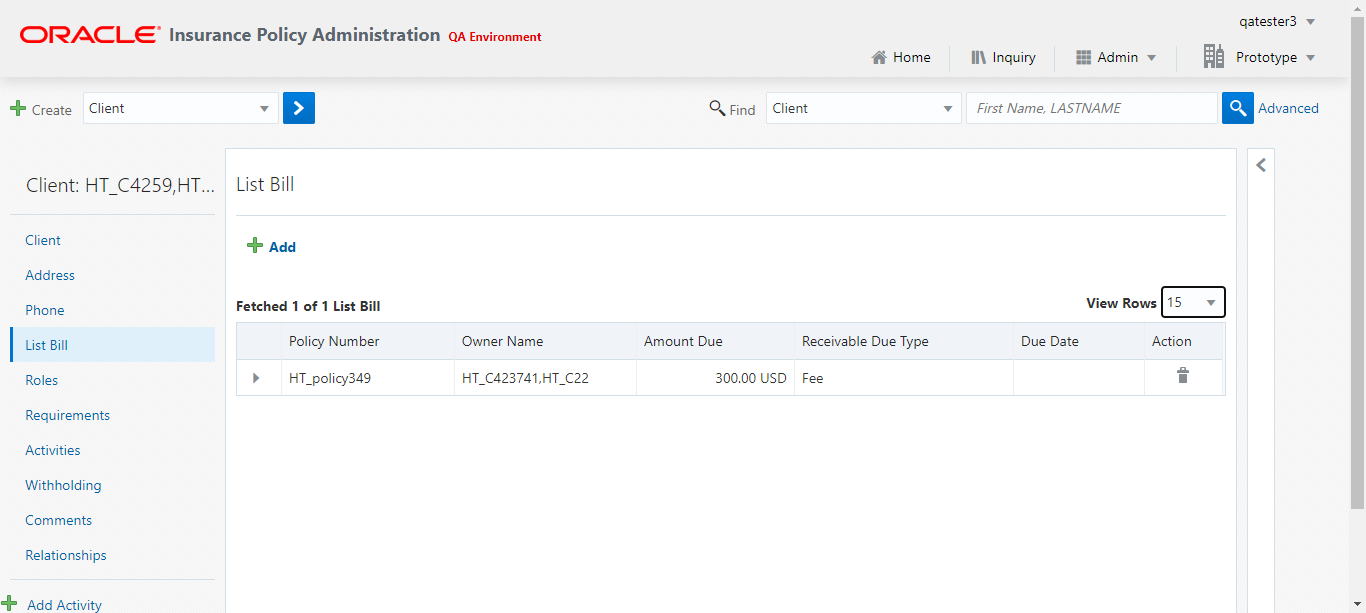 ORACLE® Insurance Policy Administration QA Environment
qatester3
Home Inquiry Admin Prototype
Create Client Find Client First Name, LASTNAME Advanced
Client: HT_C4259,HT...
Client
Address
Phone
List Bill
Roles
Requirements
Activities
Withholding
Comments
Relationships
Add Activity
List Bill
Add
Fetched 1 of 1 List Bill View Rows 15
Policy Number Owner Name Amount Due Receivable Due Type Due Date Action
HT_policy349 HT_C423741,HT_C22 300.00 USD Fee